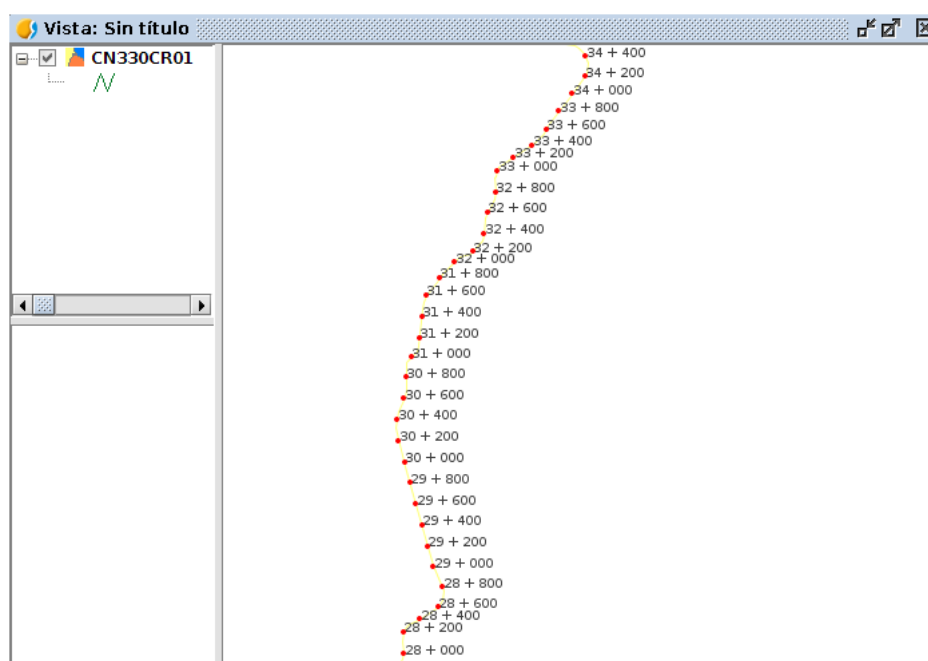 Vista: Sin título
CN330CR01
34 + 400
34 + 200
34 + 000
33 + 800
33 + 600
33 + 400
33 + 200
33 + 000
32 + 800
32 + 600
32 + 400
32 + 200
32 + 000
31 + 800
31 + 600
31 + 400
31 + 200
31 + 000
30 + 800
30 + 600
30 + 400
30 + 200
30 + 000
29 + 800
29 + 600
29 + 400
29 + 200
29 + 000
28 + 800
28 + 600
28 + 400
28 + 200
28 + 000